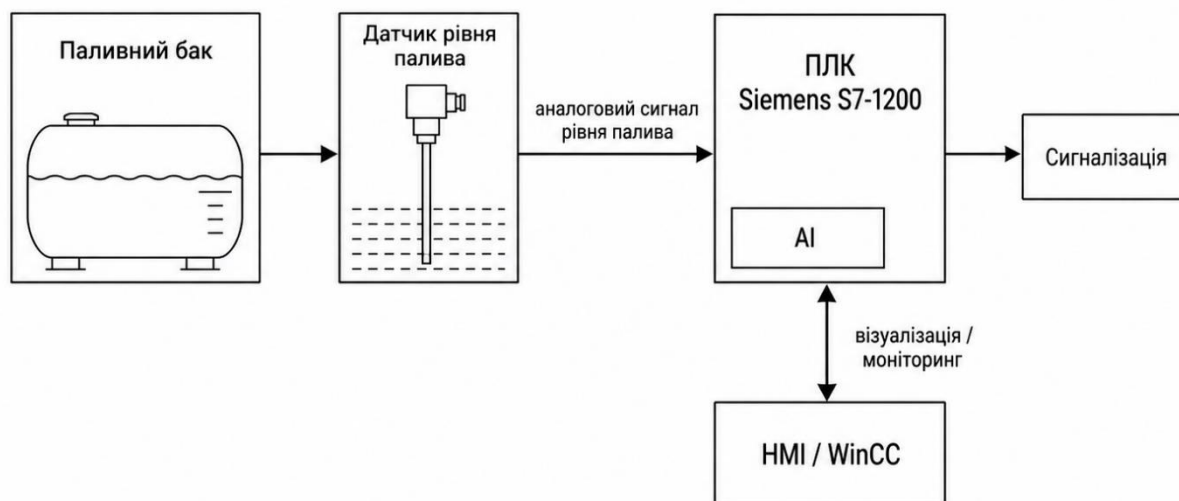 Паливний бак
Датчик рівня
палива
аналоговий сигнал
рівня палива
ПЛК
Siemens S7-1200
AI
Сигналізація
візуалізація /
моніторинг
HMI / WinCC